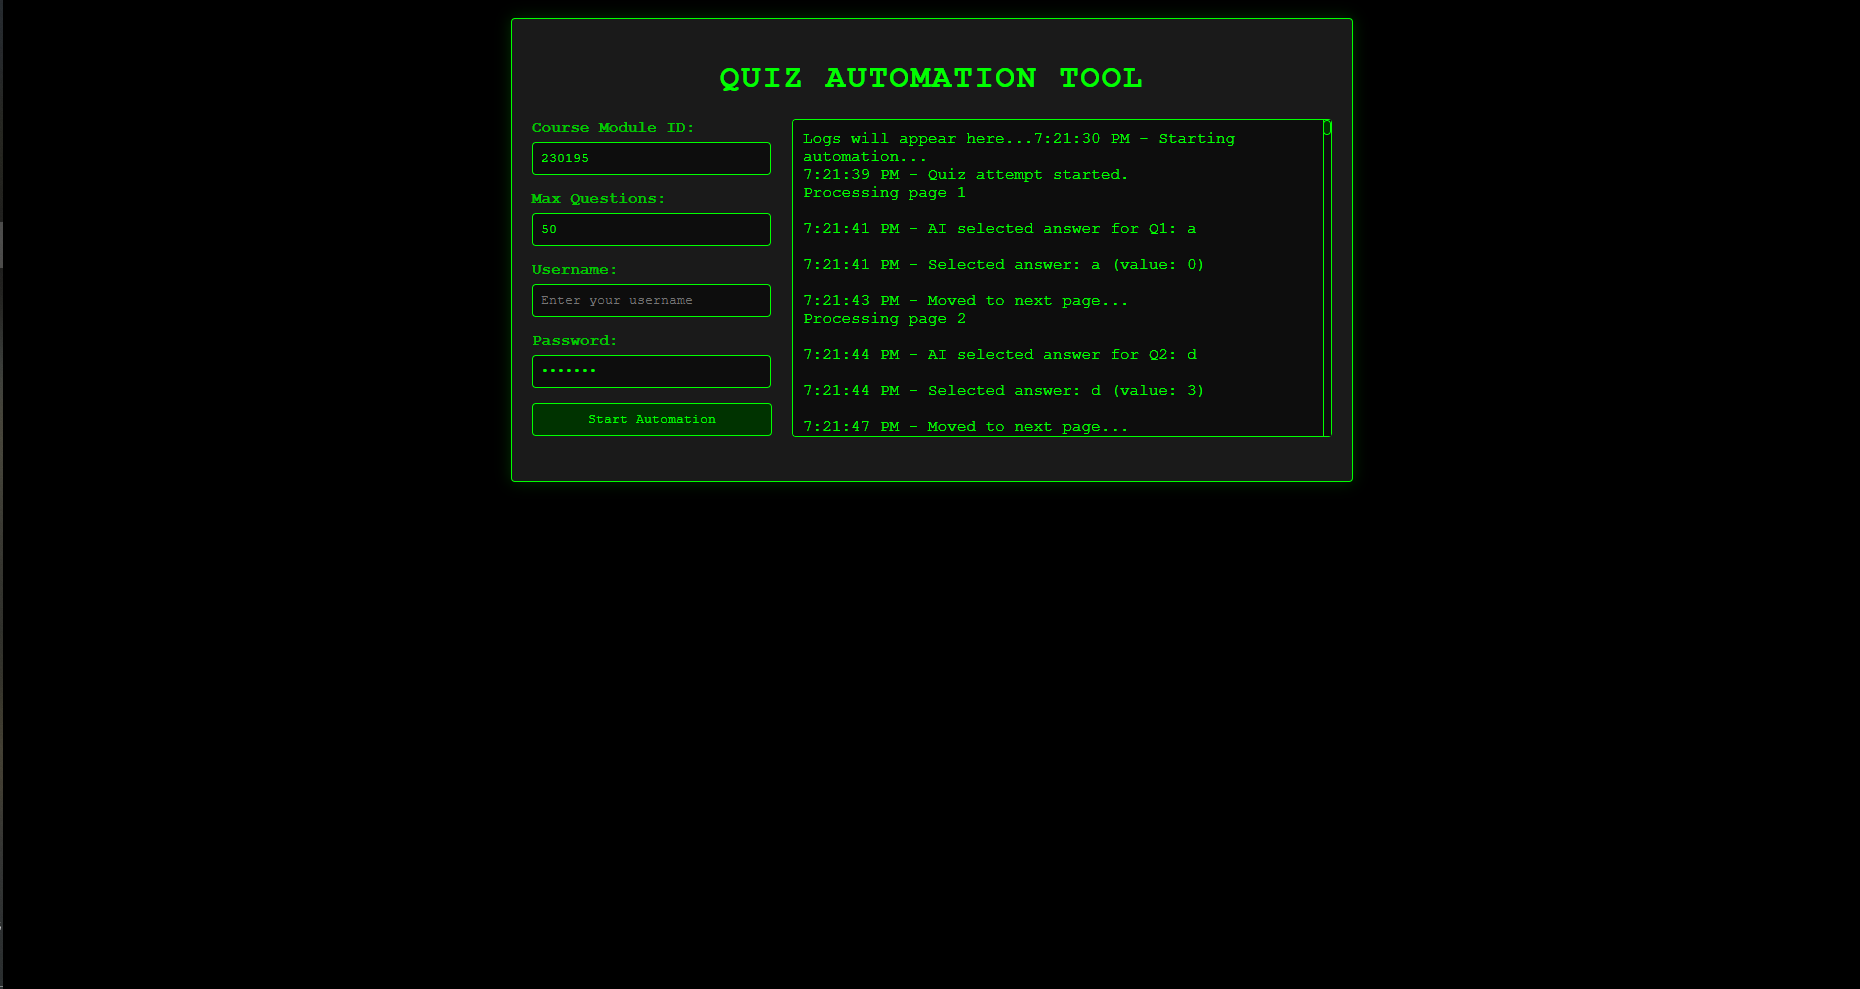 QUIZ AUTOMATION TOOL
Course Module ID:
230195
Max Questions:
50
Username:
Enter your username
Password:
•••••••
Start Automation
Logs will appear here...7:21:30 PM - Starting
automation...
7:21:39 PM - Quiz attempt started.
Processing page 1
7:21:41 PM - AI selected answer for Q1: a
7:21:41 PM - Selected answer: a (value: 0)
7:21:43 PM - Moved to next page...
Processing page 2
7:21:44 PM - AI selected answer for Q2: d
7:21:44 PM - Selected answer: d (value: 3)
7:21:47 PM - Moved to next page...